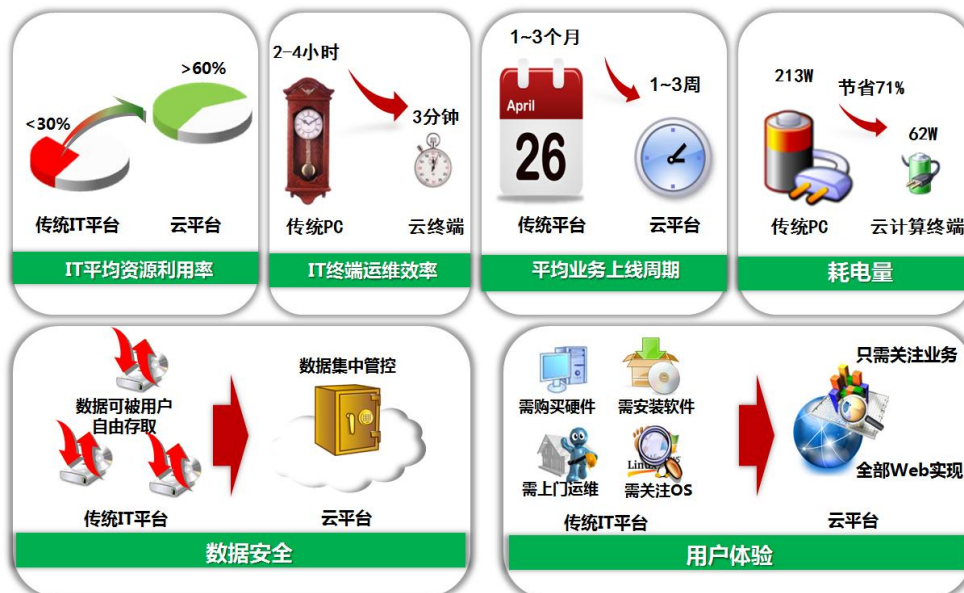 >60%
<30%
传统IT平台
云平台
IT平均资源利用率
2-4小时
3分钟
传统PC
云终端
IT终端运维效率
1~3个月
1~3周
April
26
传统平台
云平台
平均业务上线周期
213W
节省71%
62W
传统PC
云计算终端
耗电量
数据可被用户
自由存取
传统IT平台
数据集中管控
云平台
数据安全
需购买硬件
需安装软件
需上门运维
需关注OS
传统IT平台
只需关注业务
全部Web实现
云平台
用户体验